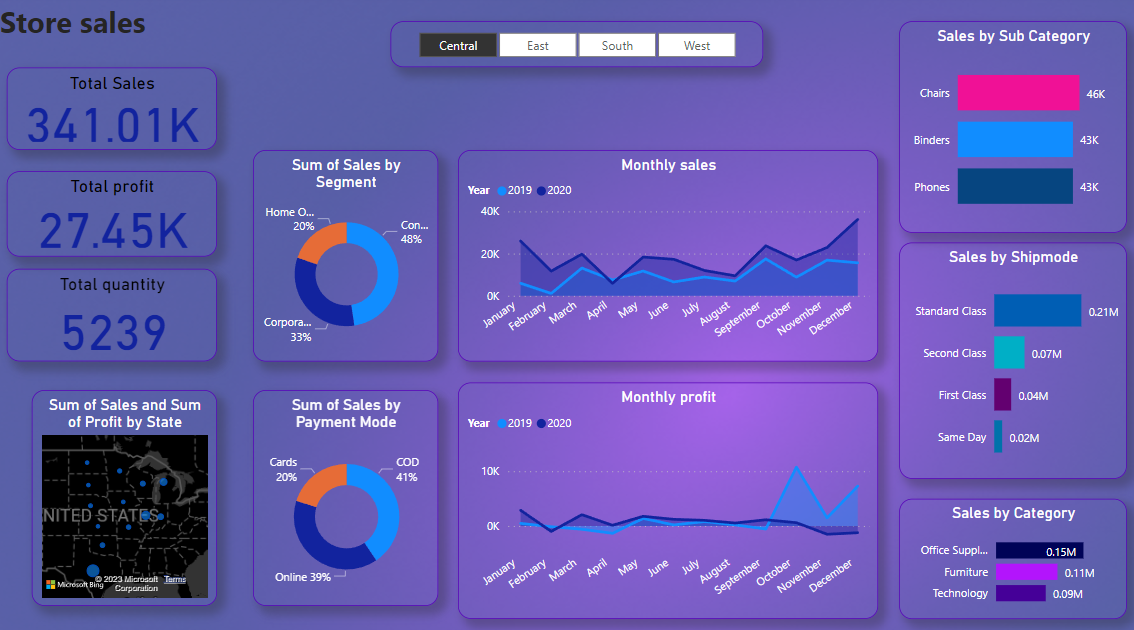 Store sales
Central
East
South
West
Total Sales
341.01K
Total profit
27.45K
Total quantity
5239
Sum of Sales and Sum
of Profit by State
NITED STATES
Microsoft Bing
© 2023 Microsoft
Corporation
Terms
Sum of Sales by
Segment
Home O...
20%
Con...
48%
Corpora...
33%
Sum of Sales by
Payment Mode
Cards
20%
COD
41%
Online 39%
Monthly sales
Year 2019 2020
40K
20K
0K
January
February
March
April
May
June
July
August
September
October
November
December
Monthly profit
Year 2019 2020
10K
0K
January
February
March
April
May
June
July
August
September
October
November
December
Sales by Sub Category
Chairs 46K
Binders 43K
Phones 43K
Sales by Shipmode
Standard Class 0.21M
Second Class 0.07M
First Class 0.04M
Same Day 0.02M
Sales by Category
Office Suppl... 0.15M
Furniture 0.11M
Technology 0.09M